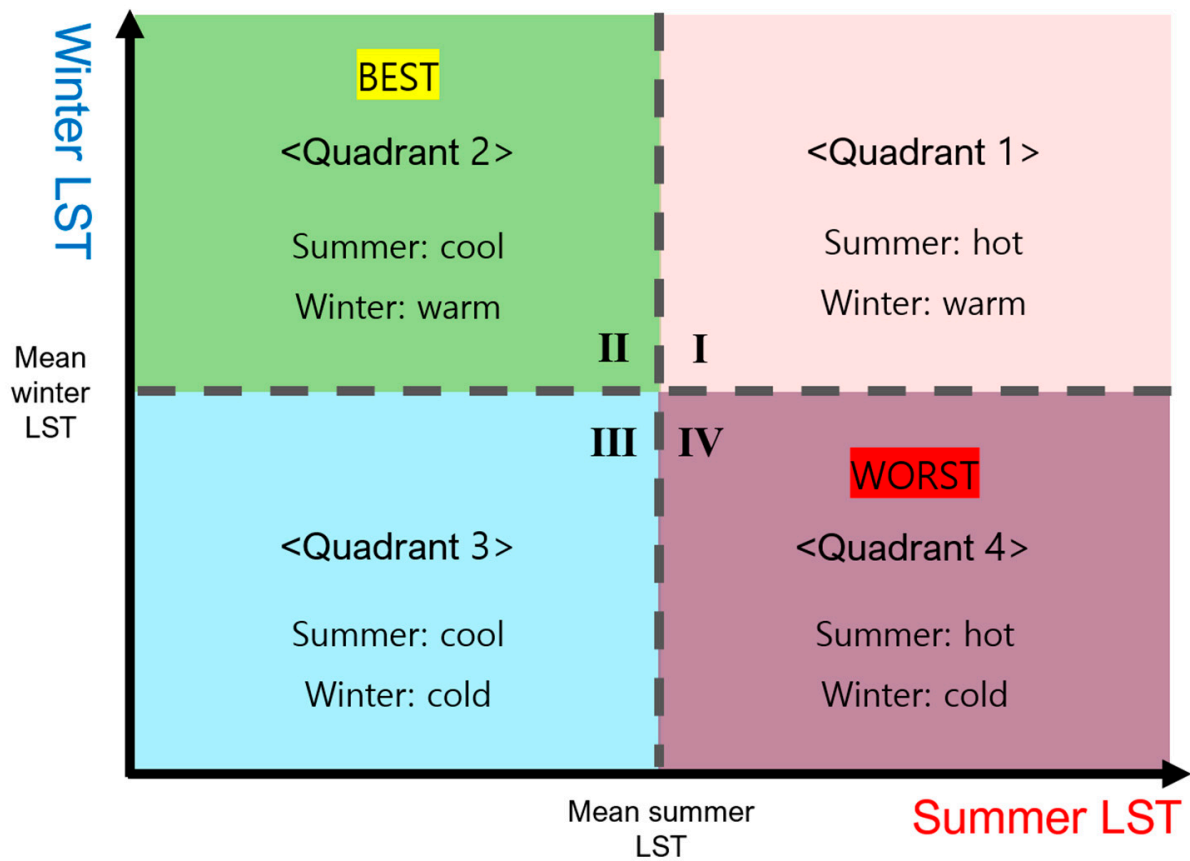 Winter LST
BEST
<Quadrant 2>
Summer: cool
Winter: warm
II
<Quadrant 1>
Summer: hot
Winter: warm
I
Mean
winter
LST
III
<Quadrant 3>
Summer: cool
Winter: cold
IV
WORST
<Quadrant 4>
Summer: hot
Winter: cold
Mean summer
LST
Summer LST